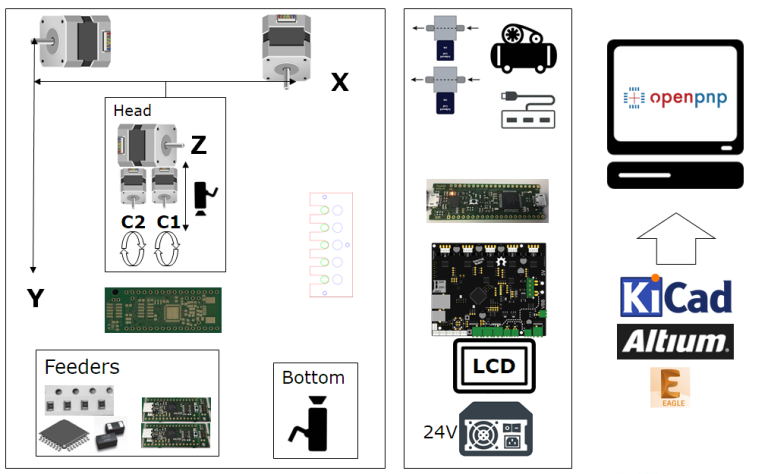 X
Head
Z
C2 C1
Y
Feeders
Bottom
LCD
24V
openpnp
KiCad
Altium.
E
EAGLE